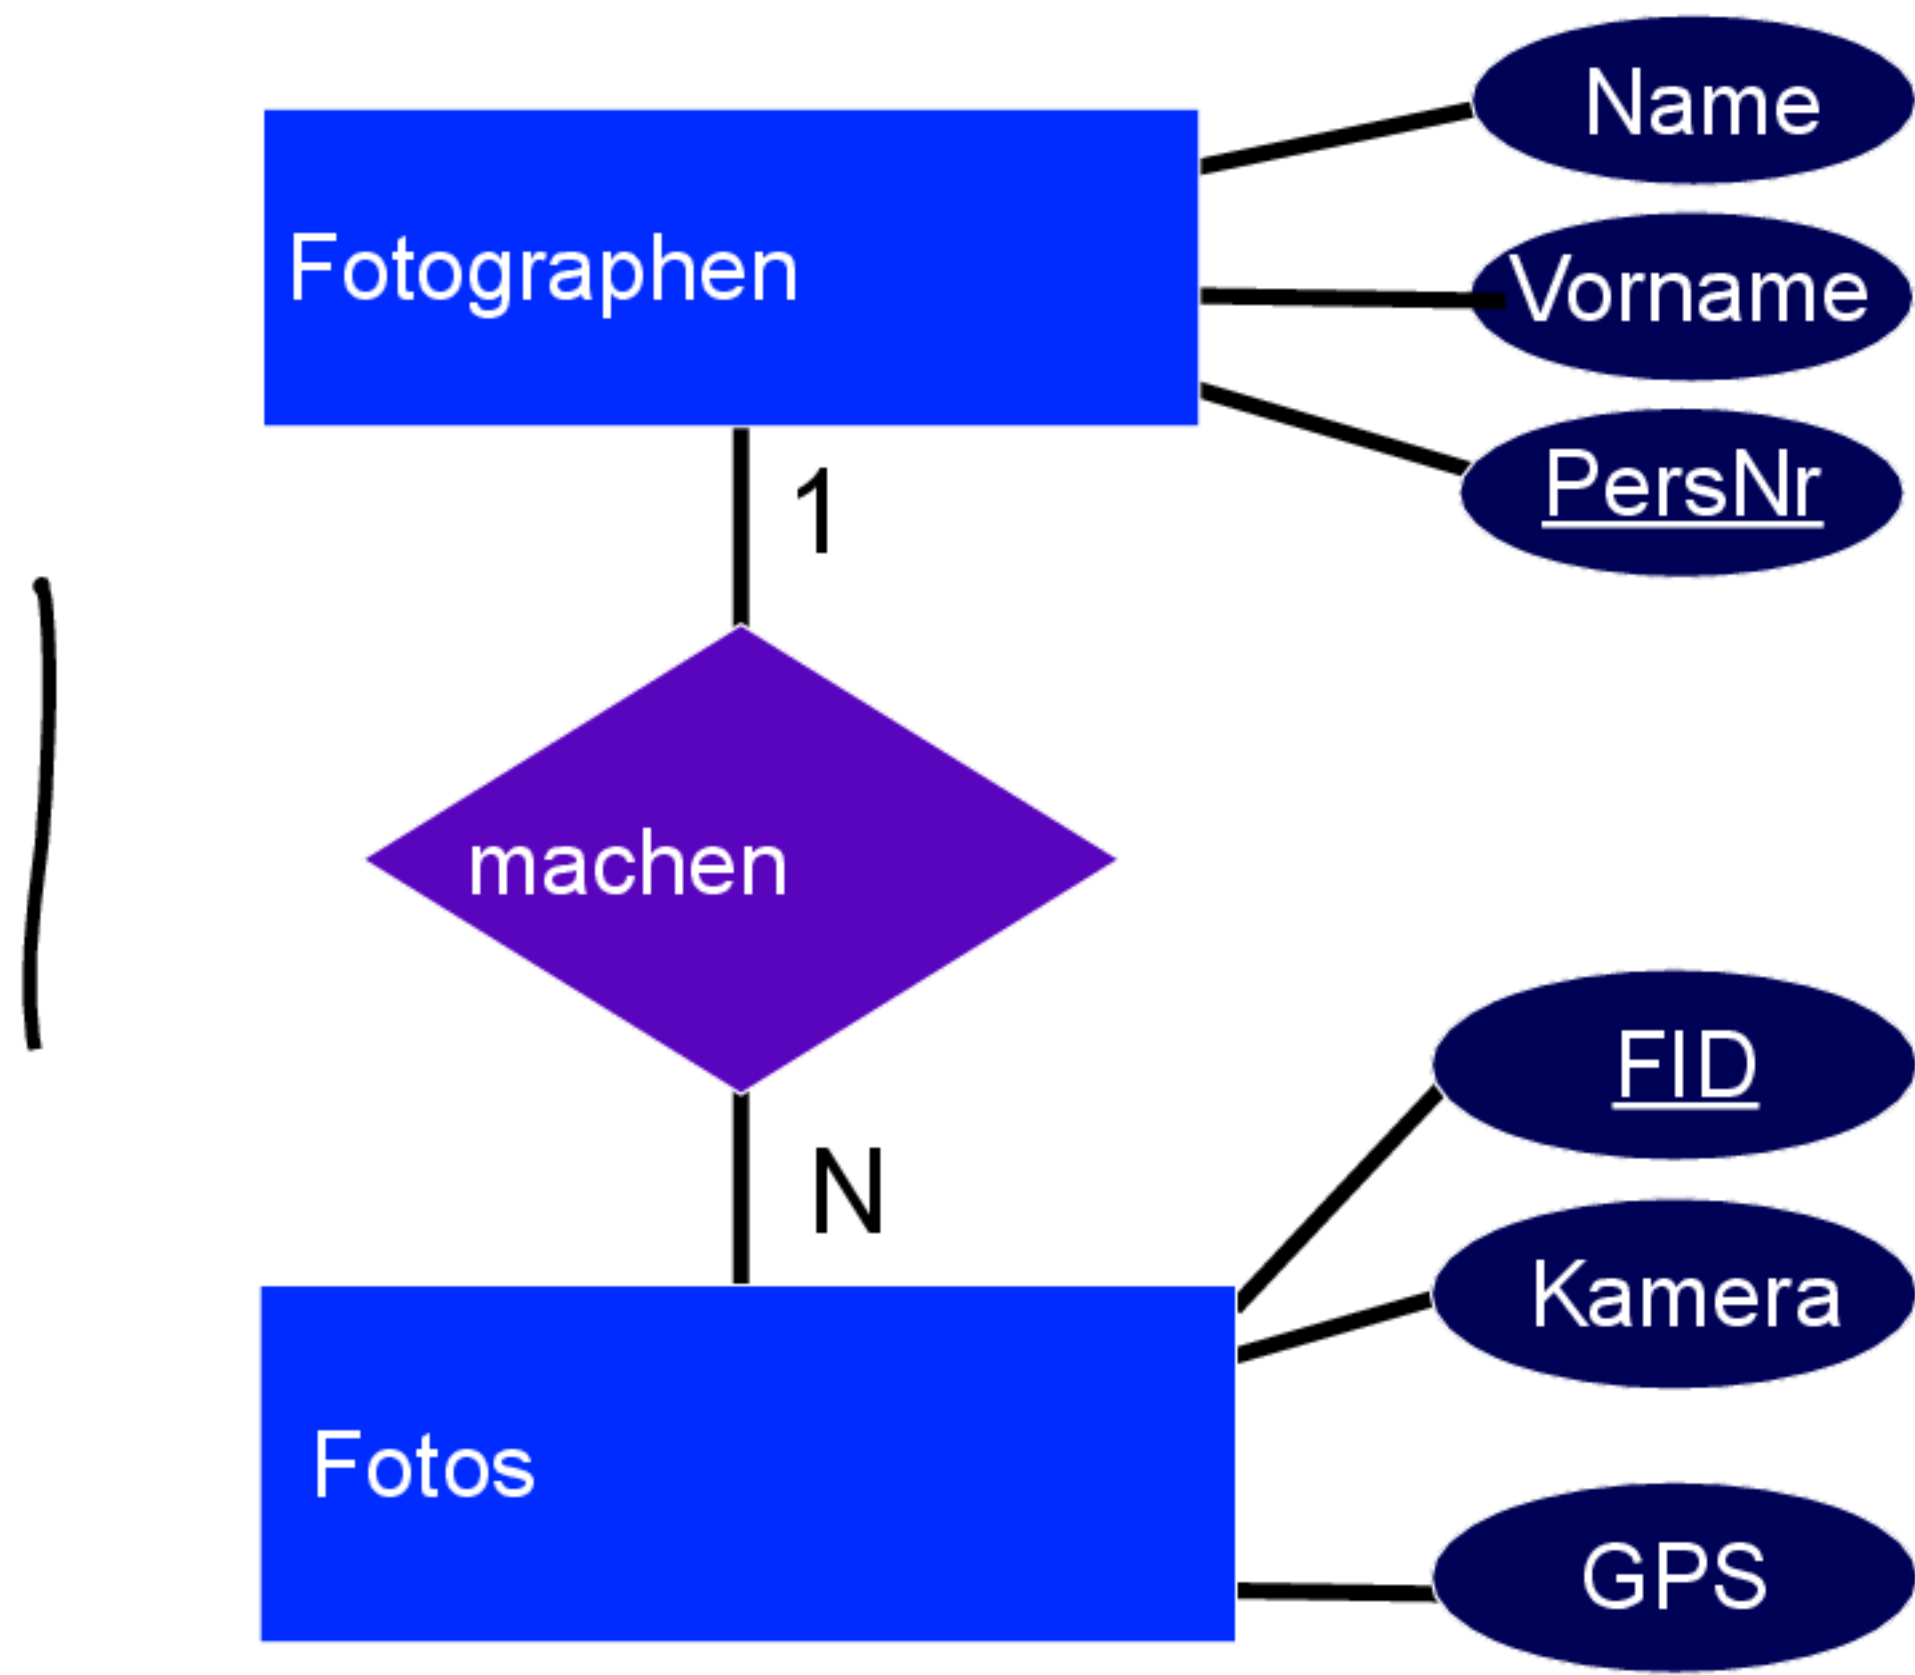 Name
Fotographen
Vorname
PersNr
1
machen
FID
N
Kamera
Fotos
GPS